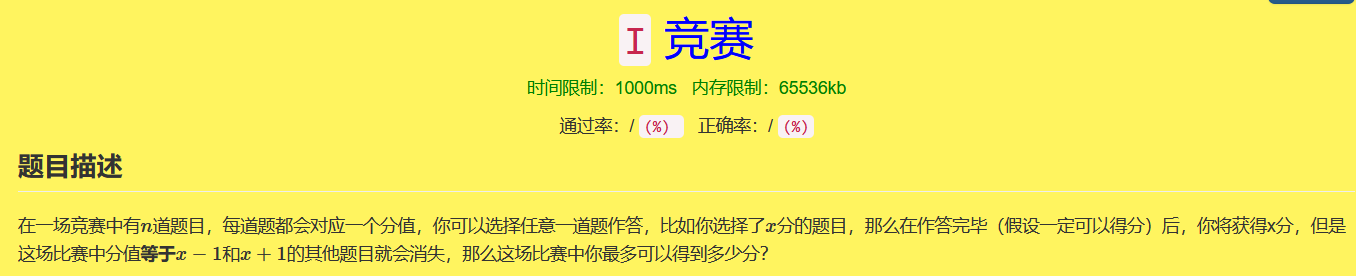 I 竞赛
时间限制：1000ms 内存限制：65536kb
通过率：/ (%) 正确率：/ (%)
题目描述
在一场竞赛中有n道题目，每道题都会对应一个分值，你可以选择任意一道题作答，比如你选择了x分的题目，那么在作答完毕（假设一定可以得分）后，你将获得x分，但是
这场比赛中分值等于x − 1和x + 1的其他题目就会消失，那么这场比赛中你最多可以得到多少分？